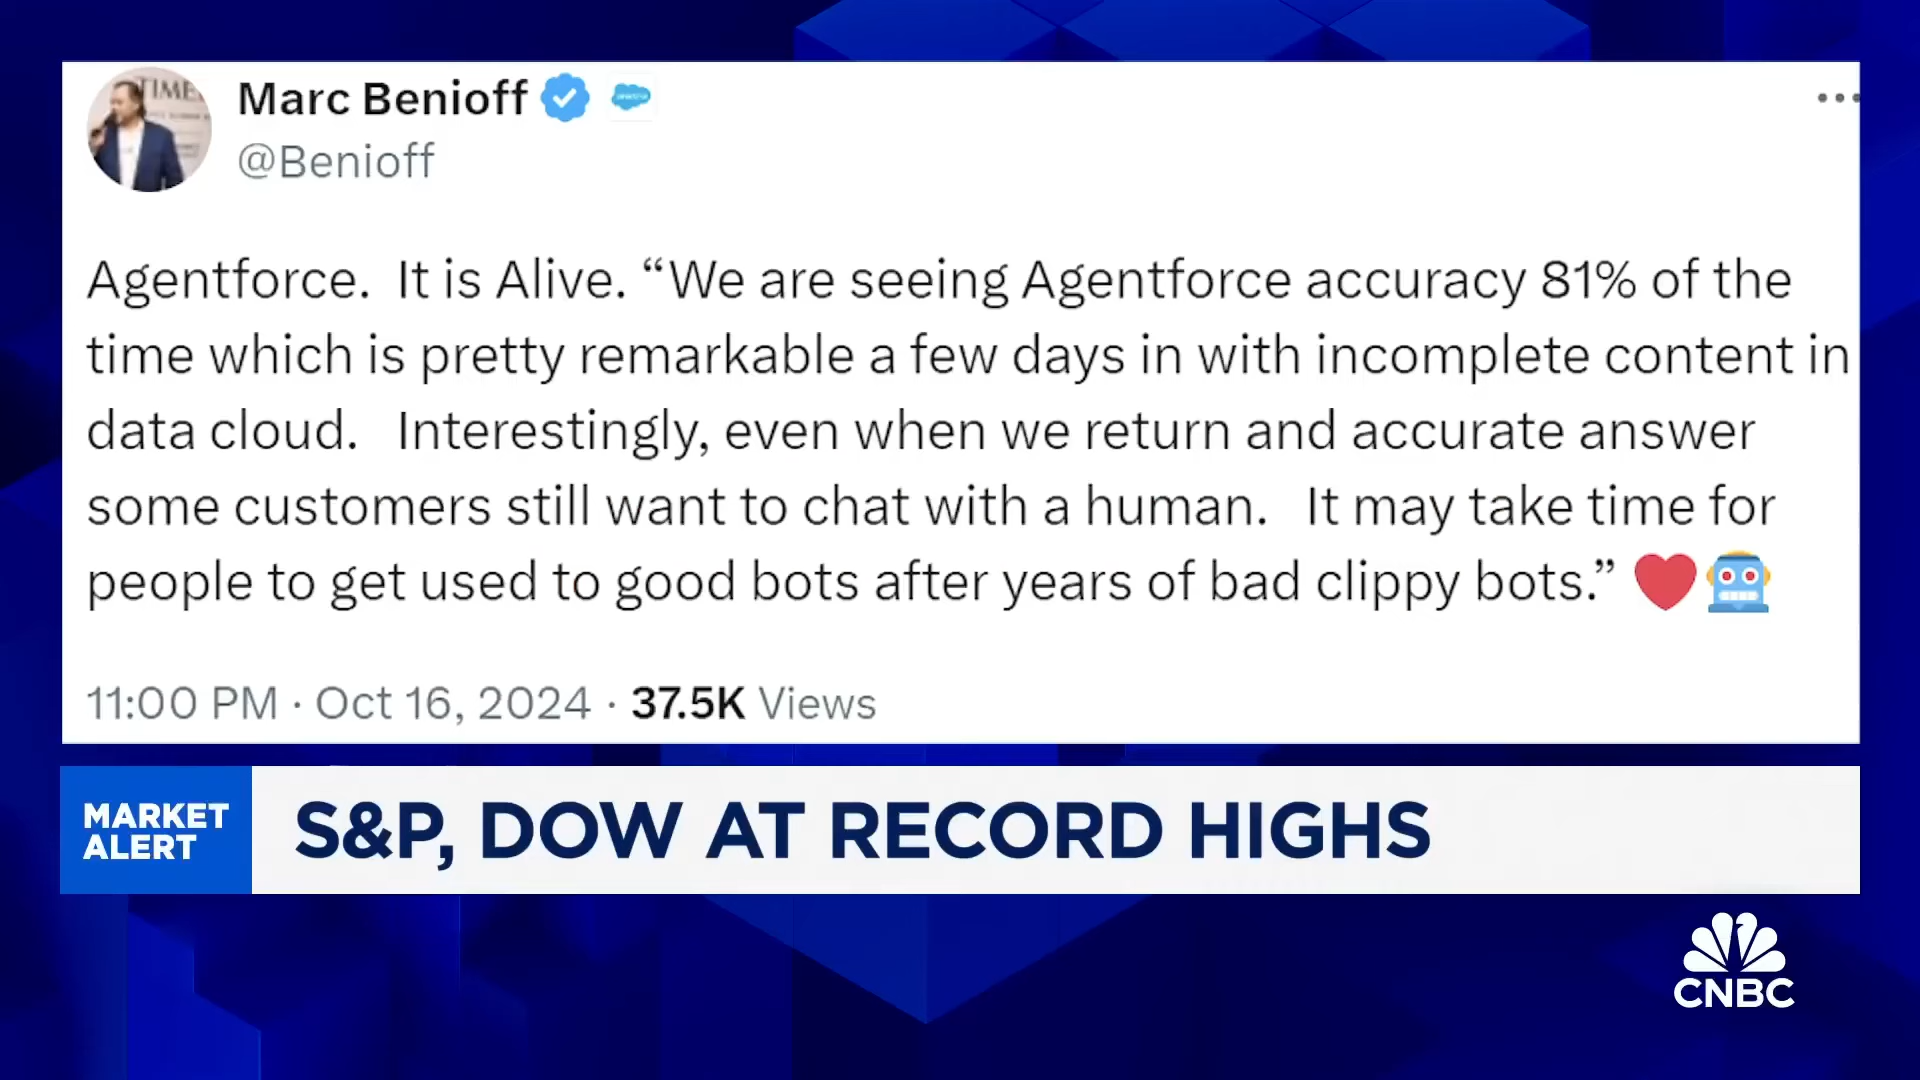 TIME
Marc Benioff
@Benioff
Agentforce.  It is Alive. “We are seeing Agentforce accuracy 81% of the
time which is pretty remarkable a few days in with incomplete content in
data cloud.   Interestingly, even when we return and accurate answer
some customers still want to chat with a human.   It may take time for
people to get used to good bots after years of bad clippy bots.” ❤️🤖
11:00 PM · Oct 16, 2024 · 37.5K Views
MARKET
ALERT
S&P, DOW AT RECORD HIGHS
CNBC